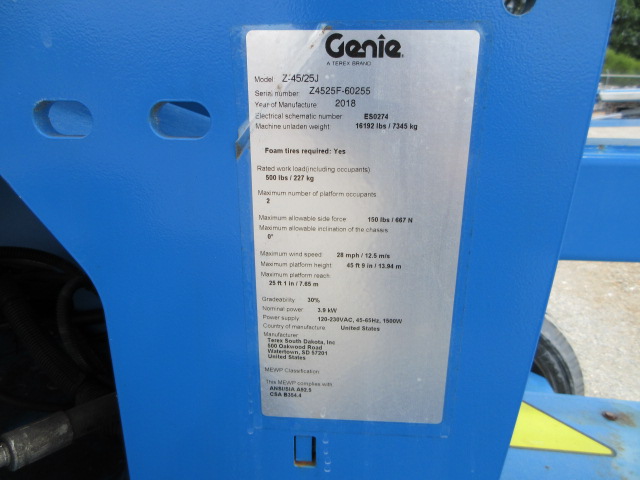 Genie
A TEREX BRAND
Model Z-45/25J
Serial number Z4525F-60255
Year of Manufacture: 2018
Electrical schematic number ES0274
Machine unladen weight 16192 lbs / 7345 kg
Foam tires required: Yes
Rated work load(including occupants)
500 lbs / 227 kg
Maximum number of platform occupants
2
Maximum allowable side force 150 lbs / 667 N
Maximum allowable inclination of the chassis
0°
Maximum wind speed 28 mph / 12.5 m/s
Maximum platform height 45 ft 9 in / 13.94 m
Maximum platform reach
25 ft 1 in / 7.65 m
Gradeability 30%
Nominal power 3.9 kW
Power supply 120-230VAC, 45-65Hz, 1500W
Country of manufacture United States
Manufacturer
Terex South Dakota, Inc
600 Oakwood Road
Watertown, SD 57201
United States
MEWP Classification
This MEWP complies with
ANSI/SIA A92.5
CSA B354.4